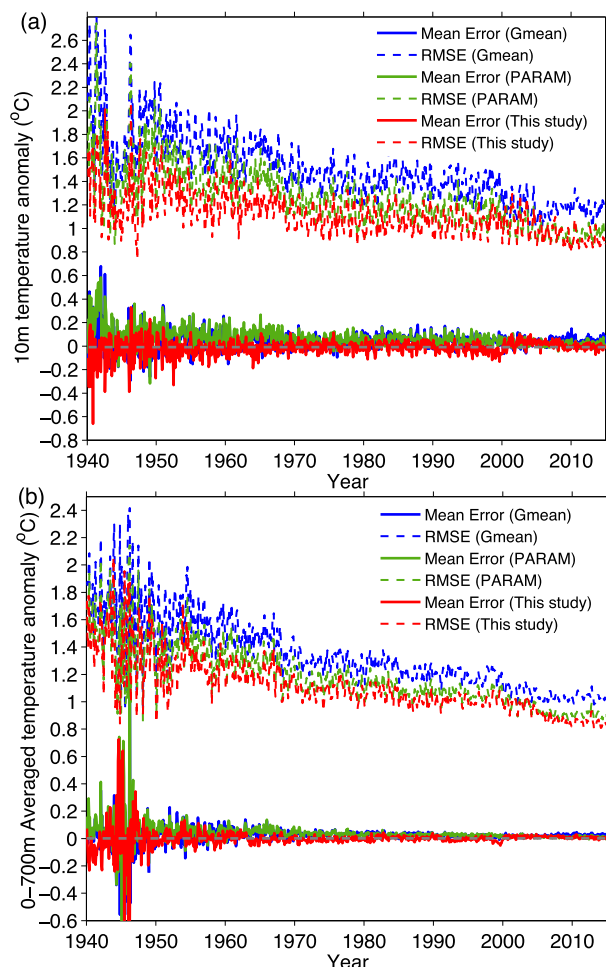 (a)
10m temperature anomaly (⁰C)
2.6
2.4
2.2
2
1.8
1.6
1.4
1.2
1
0.8
0.6
0.4
0.2
0
−0.2
−0.4
−0.6
−0.8
Mean Error (Gmean)
RMSE (Gmean)
Mean Error (PARAM)
RMSE (PARAM)
Mean Error (This study)
RMSE (This study)
1940 1950 1960 1970 1980 1990 2000 2010
Year
(b)
0−700m Averaged temperature anomaly (⁰C)
2.4
2.2
2
1.8
1.6
1.4
1.2
1
0.8
0.6
0.4
0.2
0
−0.2
−0.4
−0.6
Mean Error (Gmean)
RMSE (Gmean)
Mean Error (PARAM)
RMSE (PARAM)
Mean Error (This study)
RMSE (This study)
1940 1950 1960 1970 1980 1990 2000 2010
Year